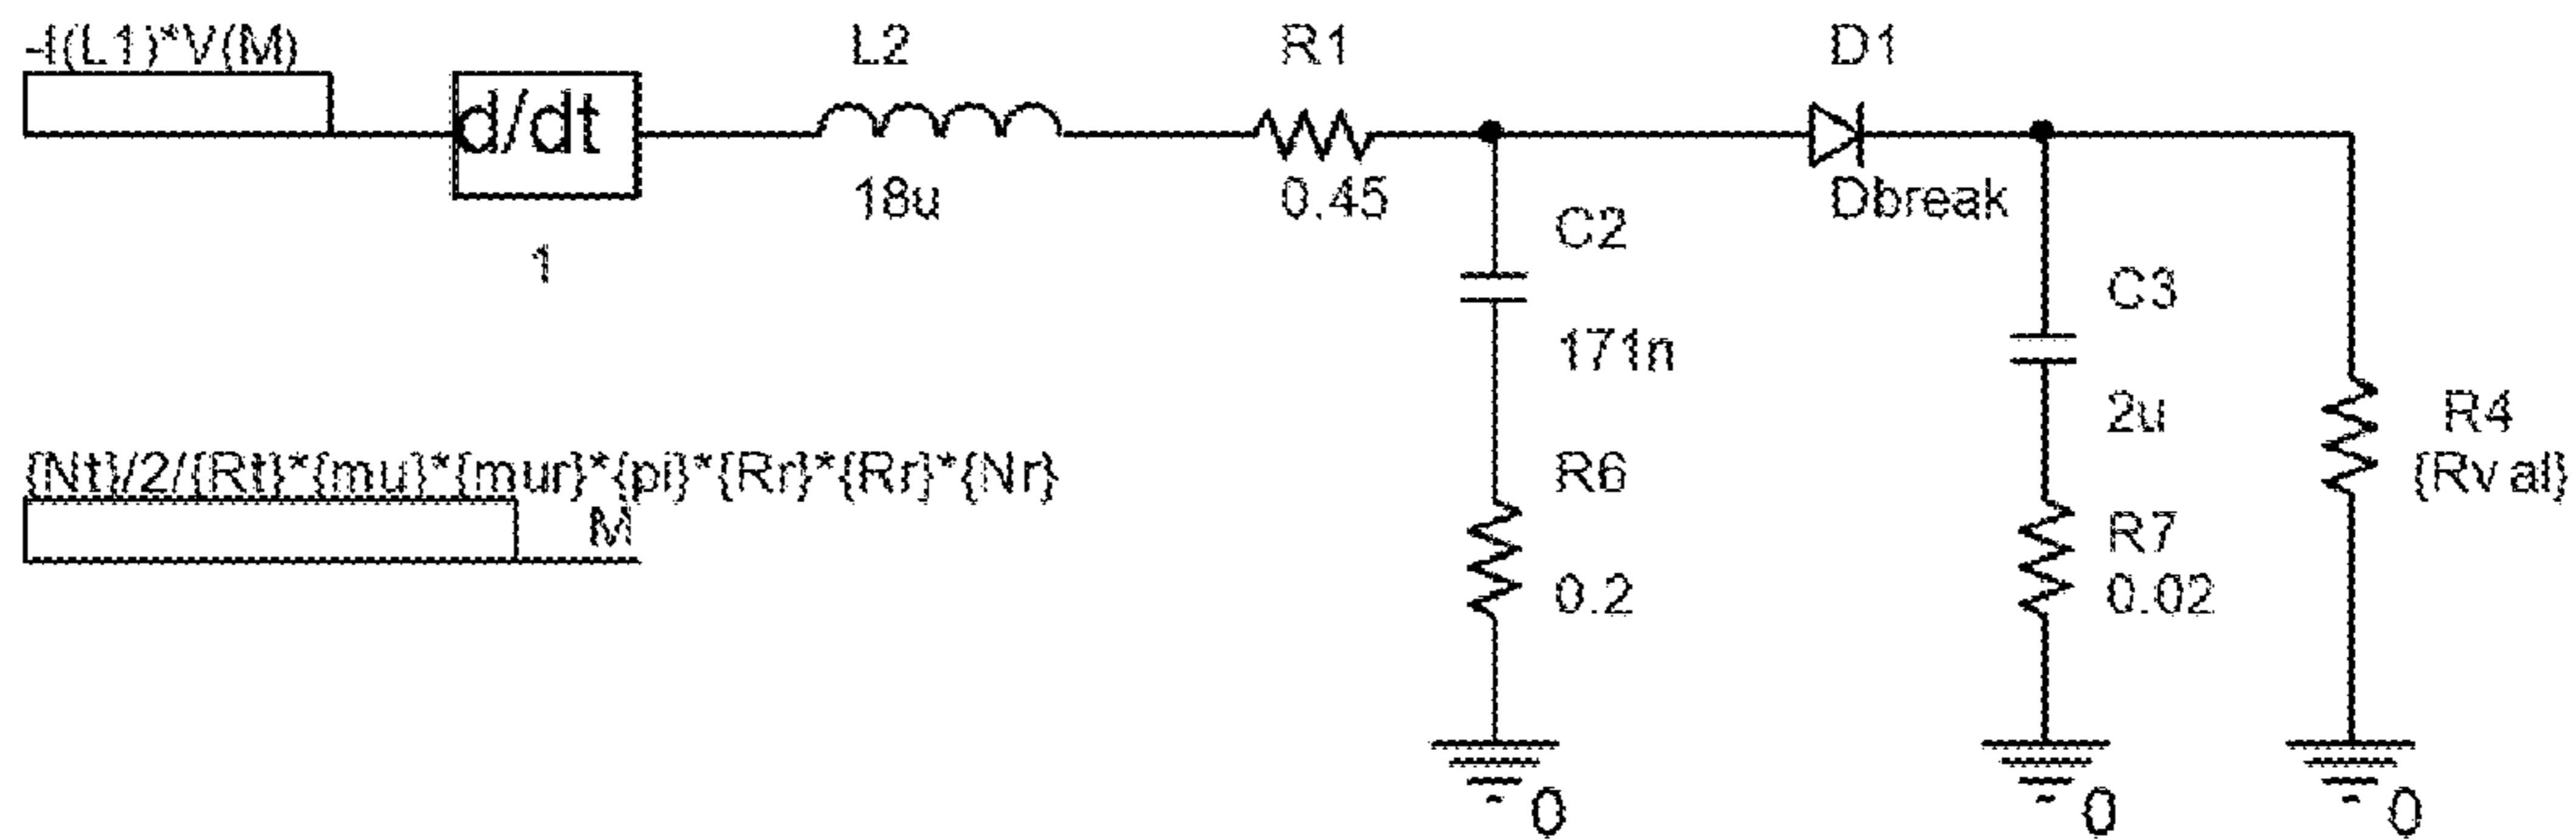 -I(L1)*V(M)
L2
R1
D1
d/dt
18u
0.45
Dbreak
1
C2
171n
C3
2u
R4
{Rval}
{Nt}/2/{Rt}*{mu}*{mur}*{pi}*{Rr}*{Rr}*{Nr}
M
R6
0.2
R7
0.02
0
0
0